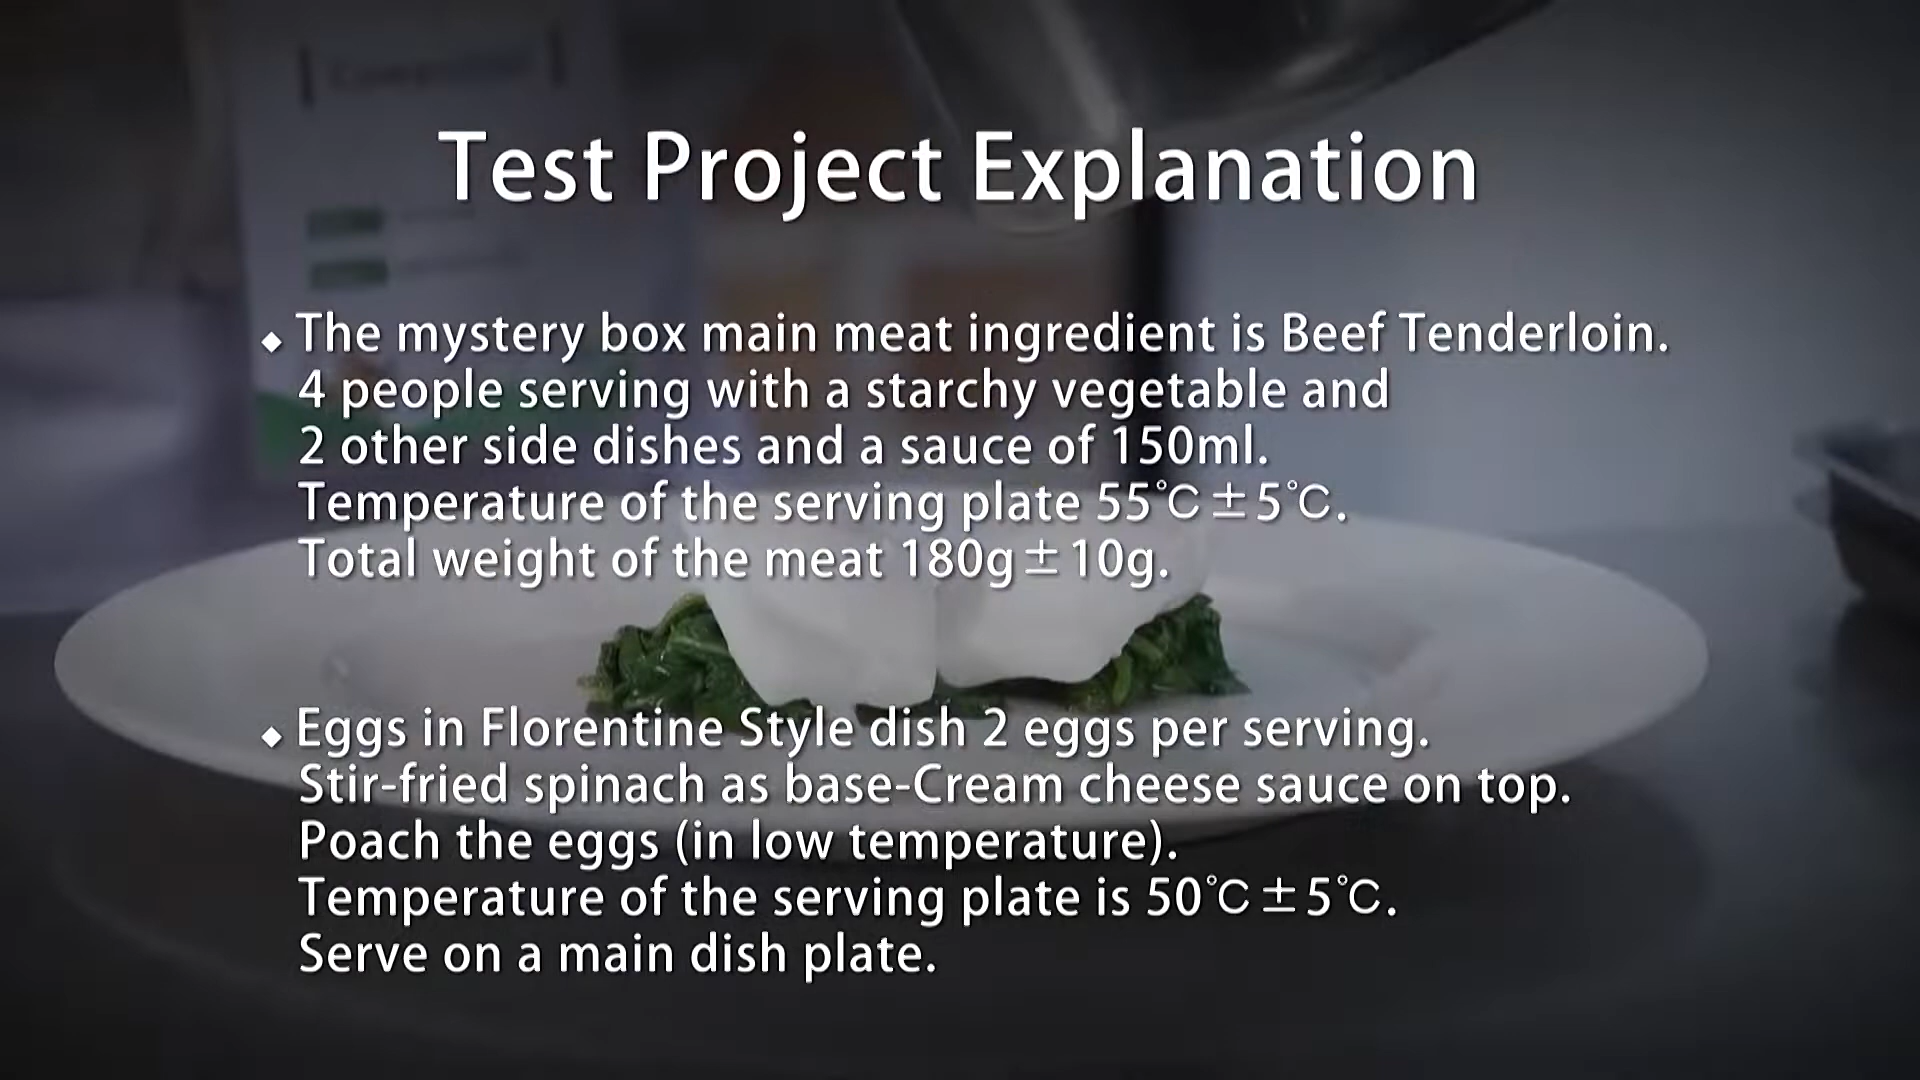 Test Project Explanation
◆ The mystery box main meat ingredient is Beef Tenderloin.
4 people serving with a starchy vegetable and
2 other side dishes and a sauce of 150ml.
Temperature of the serving plate 55℃±5℃.
Total weight of the meat 180g±10g.
◆ Eggs in Florentine Style dish 2 eggs per serving.
Stir-fried spinach as base-Cream cheese sauce on top.
Poach the eggs (in low temperature).
Temperature of the serving plate is 50℃±5℃.
Serve on a main dish plate.